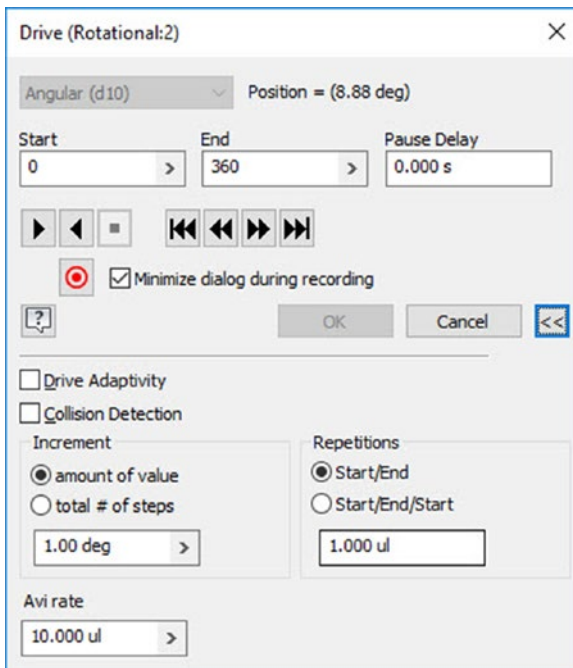 Drive (Rotational:2)
Angular (d10) Position = (8.88 deg)
Start End Pause Delay
0 360 0.000 s
Minimize dialog during recording
OK Cancel <<
Drive Adaptivity
Collision Detection
Increment Repetitions
amount of value Start/End
total # of steps Start/End/Start
1.00 deg 1.000 ul
Avi rate
10.000 ul